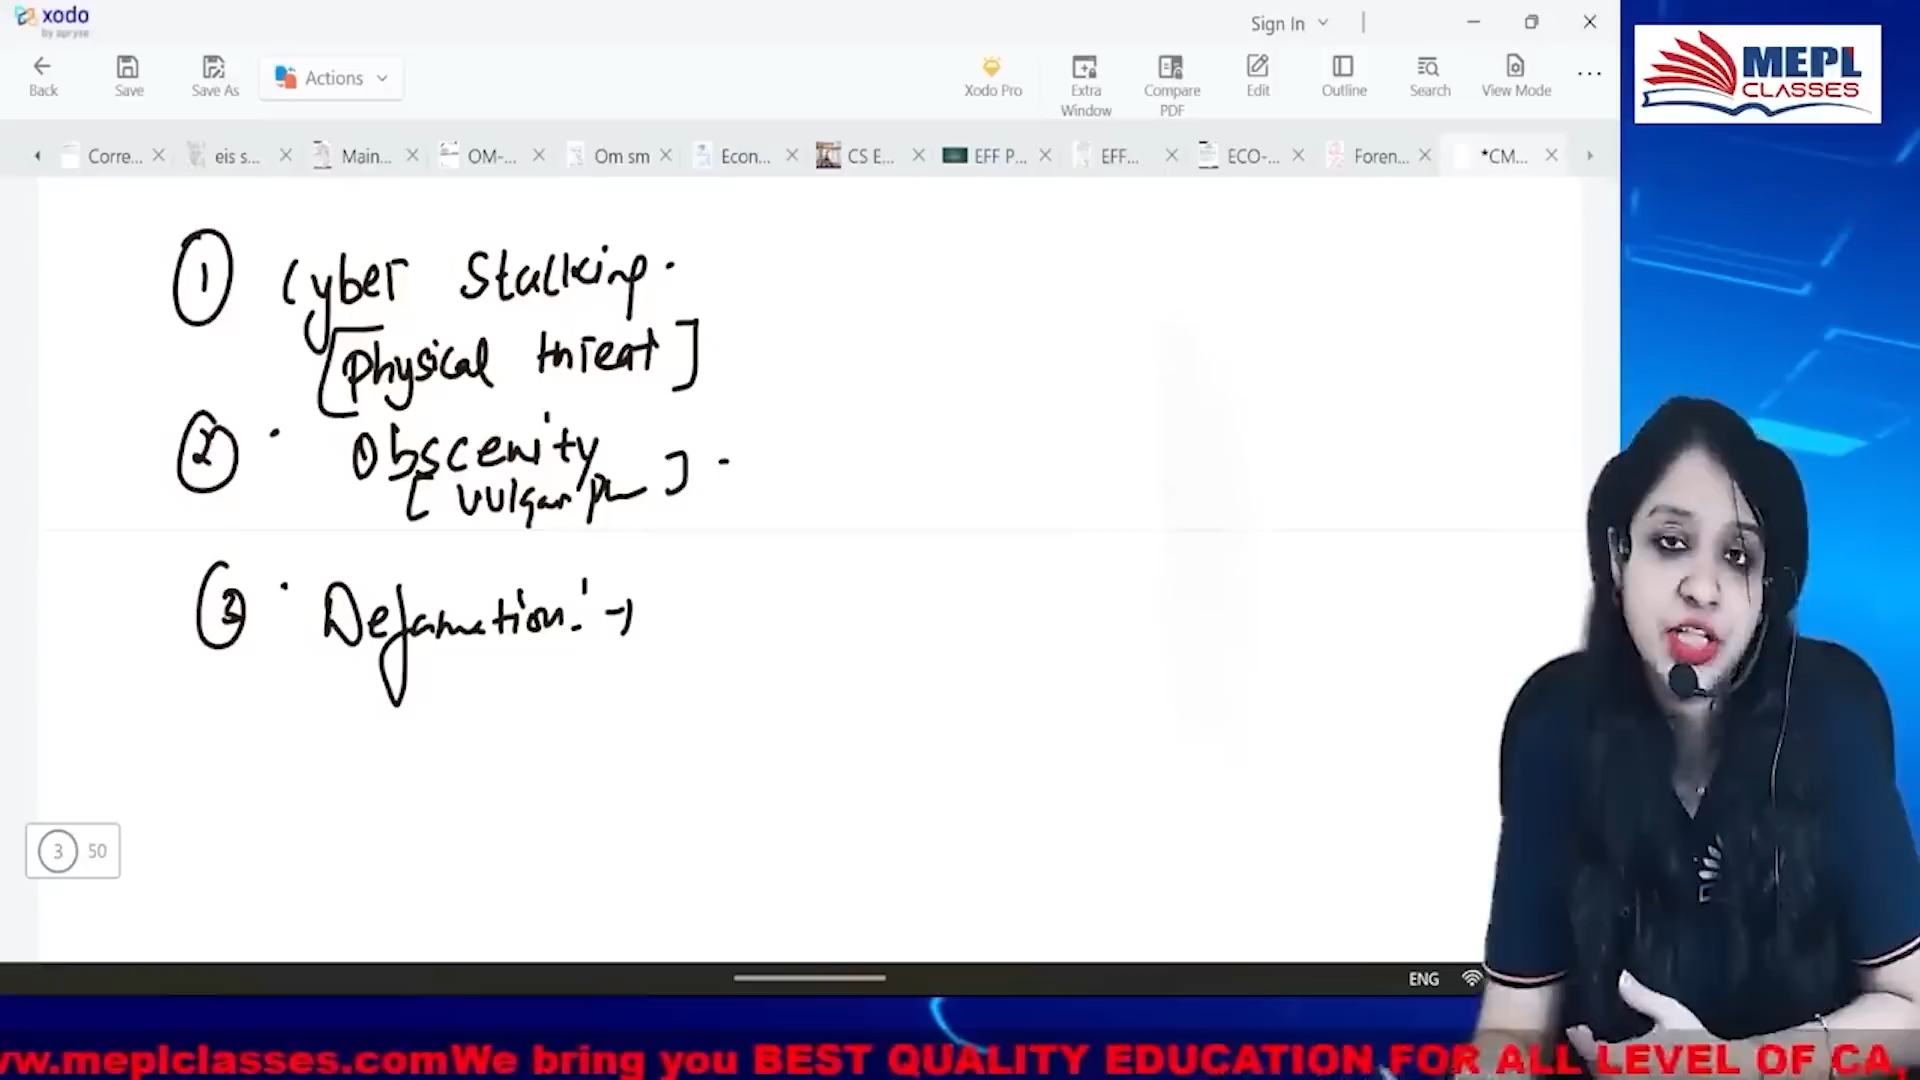 xodo
by apryse
Sign In
Back
Save
Save As
Actions
Xodo Pro
Extra Window
Compare PDF
Edit
Outline
Search
View Mode
MEPL
CLASSES
Corre...
eis s...
Main...
OM-...
Om sm
Econ...
CS E...
EFF P...
EFF...
ECO-...
Foren...
*CM...
① Cyber Stalking.
[Physical threat]
② Obscenity
[Vulgar
③ Defamation:→
3 50
ENG
ww.meplclasses.comWe bring you BEST QUALITY EDUCATION FOR ALL LEVEL OF CA,